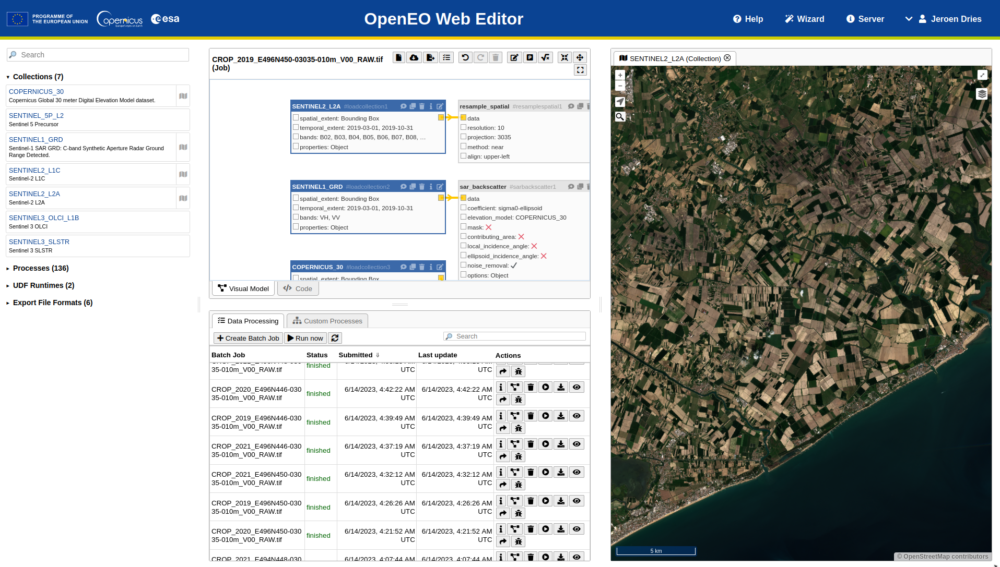 PROGRAMME OF
THE EUROPEAN UNION
opernicus
Europe's eyes on Earth
esa
OpenEO Web Editor
Help
Wizard
Server
Jeroen Dries
Search
Collections (7)
COPERNICUS_30
Copernicus Global 30 meter Digital Elevation Model dataset.
SENTINEL_5P_L2
Sentinel 5 Precursor
SENTINEL1_GRD
Sentinel-1 SAR GRD: C-band Synthetic Aperture Radar Ground
Range Detected.
SENTINEL2_L1C
Sentinel-2 L1C
SENTINEL2_L2A
Sentinel-2 L2A
SENTINEL3_OLCI_L1B
Sentinel 3 OLCI
SENTINEL3_SLSTR
Sentinel 3 SLSTR
Processes (136)
UDF Runtimes (2)
Export File Formats (6)
CROP_2019_E496N450-03035-010m_V00_RAW.tif
(Job)
SENTINEL2_L2A #loadcollection1
spatial_extent: Bounding Box
temporal_extent: 2019-03-01, 2019-10-31
bands: B02, B03, B04, B05, B06, B07, B08, …
properties: Object
resample_spatial #resamplespatial1
data
resolution: 10
projection: 3035
method: near
align: upper-left
SENTINEL1_GRD #loadcollection2
spatial_extent: Bounding Box
temporal_extent: 2019-03-01, 2019-10-31
bands: VH, VV
properties: Object
sar_backscatter #sarbackscatter1
data
coefficient: sigma0-ellipsoid
elevation_model: COPERNICUS_30
mask:
contributing_area:
local_incidence_angle:
ellipsoid_incidence_angle:
noise_removal:
options: Object
COPERNICUS_30 #loadcollection3
spatial_extent: Bounding Box
Visual Model
Code
Data Processing
Custom Processes
Create Batch Job
Run now
Search
Batch Job Status Submitted ⇓ Last update Actions
35-010m_V00_RAW.tif finished UTC UTC
CROP_2020_E496N446-030 finished 6/14/2023, 4:42:22 AM 6/14/2023, 4:42:22 AM
35-010m_V00_RAW.tif UTC UTC
CROP_2019_E496N446-030 finished 6/14/2023, 4:39:49 AM 6/14/2023, 4:39:49 AM
35-010m_V00_RAW.tif UTC UTC
CROP_2021_E496N446-030 finished 6/14/2023, 4:37:19 AM 6/14/2023, 4:37:19 AM
35-010m_V00_RAW.tif UTC UTC
CROP_2021_E496N450-030 finished 6/14/2023, 4:32:12 AM 6/14/2023, 4:32:12 AM
35-010m_V00_RAW.tif UTC UTC
CROP_2019_E496N450-030 finished 6/14/2023, 4:26:26 AM 6/14/2023, 4:26:26 AM
35-010m_V00_RAW.tif UTC UTC
CROP_2020_E496N450-030 finished 6/14/2023, 4:21:52 AM 6/14/2023, 4:21:52 AM
35-010m_V00_RAW.tif UTC UTC
CROP_2021_E494N448-030 6/14/2023, 4:07:44 AM 6/14/2023, 4:07:44 AM
SENTINEL2_L2A (Collection)
+
−
5 km
© OpenStreetMap contributors